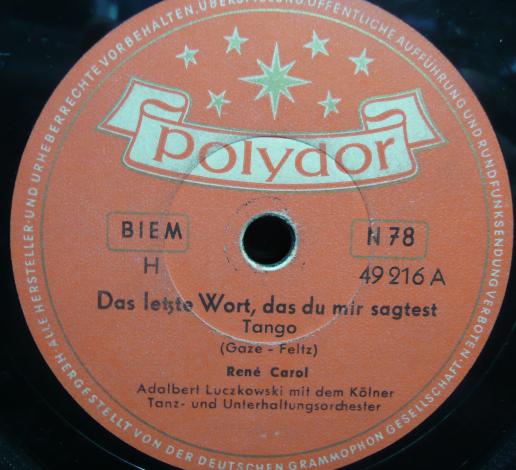 polydor
BIEM
N 78
H
49 216 A
Das letzte Wort, das du mir sagtest
Tango
(Gaze - Feltz)
René Carol
Adalbert Luczkowski mit dem Kölner
Tanz- und Unterhaltungsorchester
ALLE HERSTELLER- UND URHEBERRECHTE VORBEHALTEN. ÜBERSPIELUNG, ÖFFENTLICHE AUFFÜHRUNG UND RUNDFUNKSENDUNG VERBOTEN.
HERGESTELLT VON DER DEUTSCHEN GRAMMOPHON GESELLSCHAFT